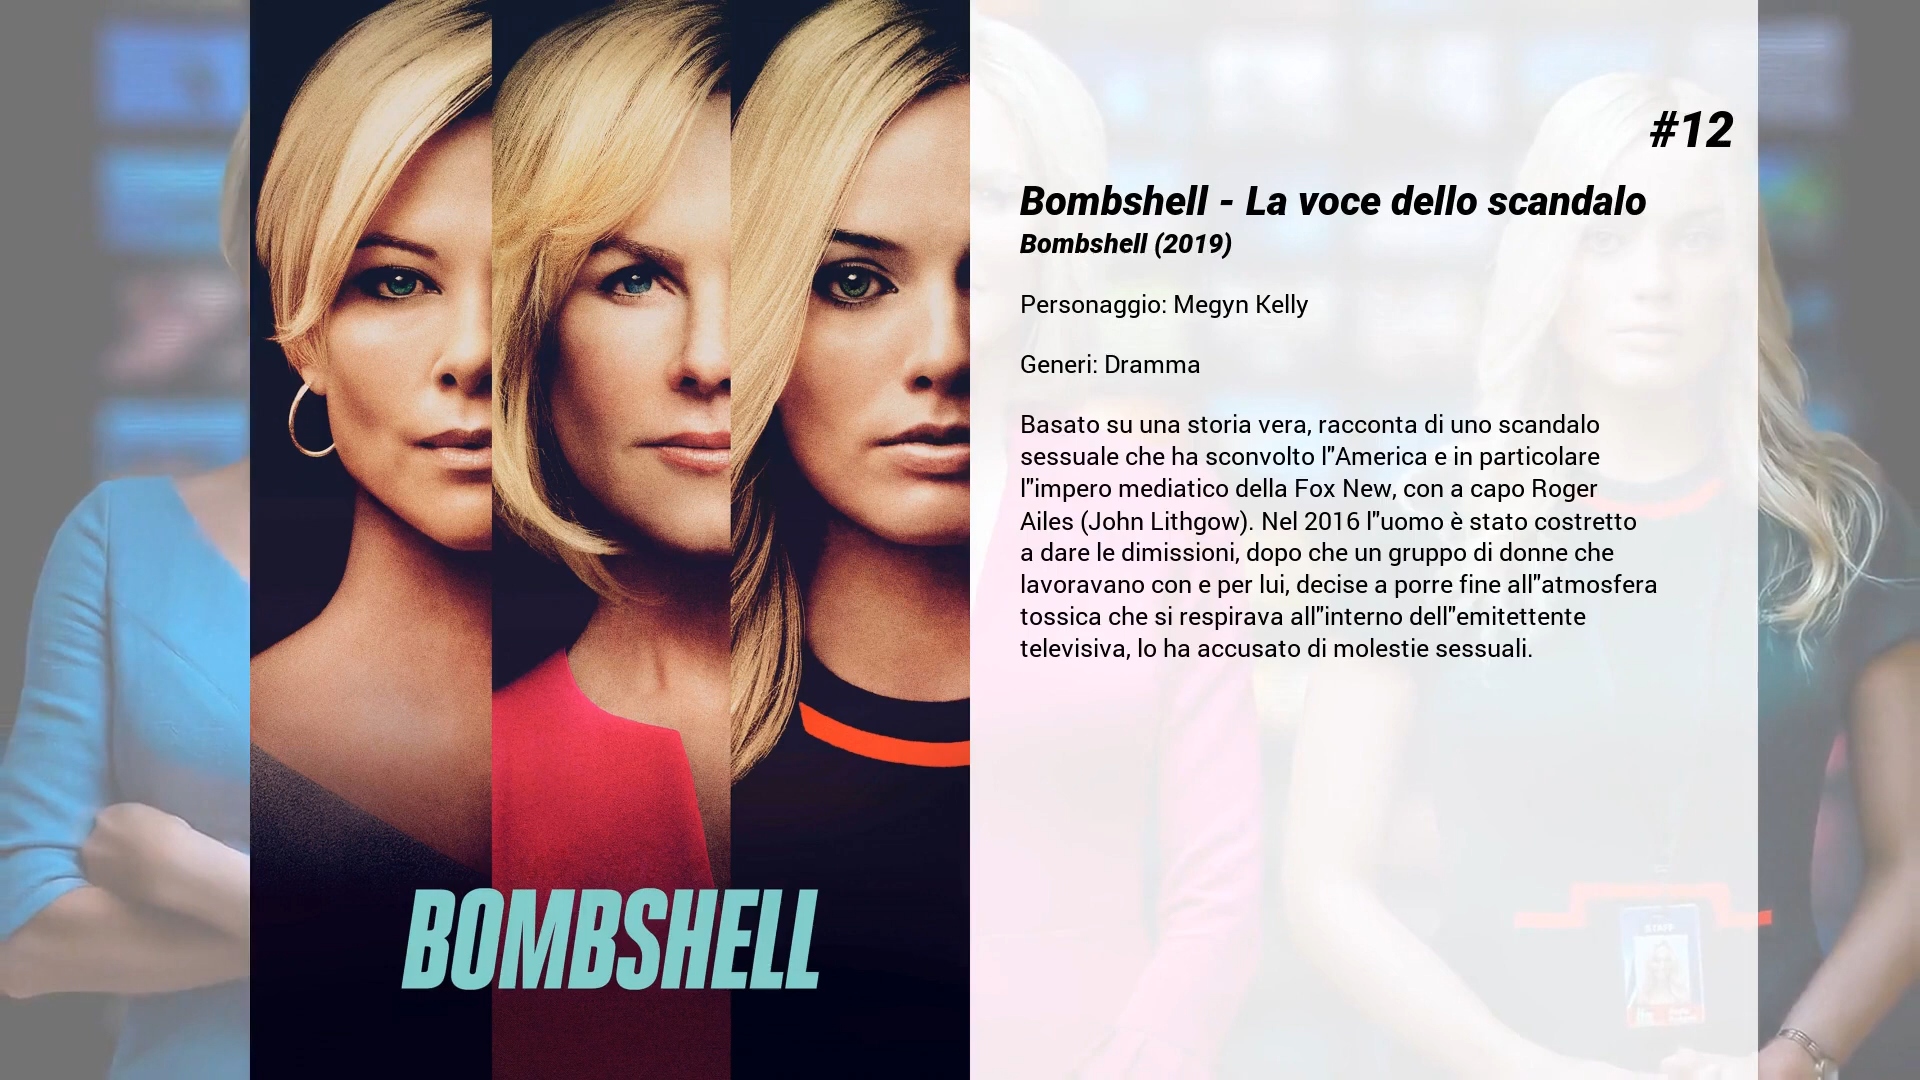 #12
Bombshell - La voce dello scandalo
Bombshell (2019)
Personaggio: Megyn Kelly
Generi: Dramma
Basato su una storia vera, racconta di uno scandalo
sessuale che ha sconvolto l"America e in particolare
l"impero mediatico della Fox New, con a capo Roger
Ailes (John Lithgow). Nel 2016 l"uomo è stato costretto
a dare le dimissioni, dopo che un gruppo di donne che
lavoravano con e per lui, decise a porre fine all"atmosfera
tossica che si respirava all"interno dell"emitettente
televisiva, lo ha accusato di molestie sessuali.
BOMBSHELL
STAFF